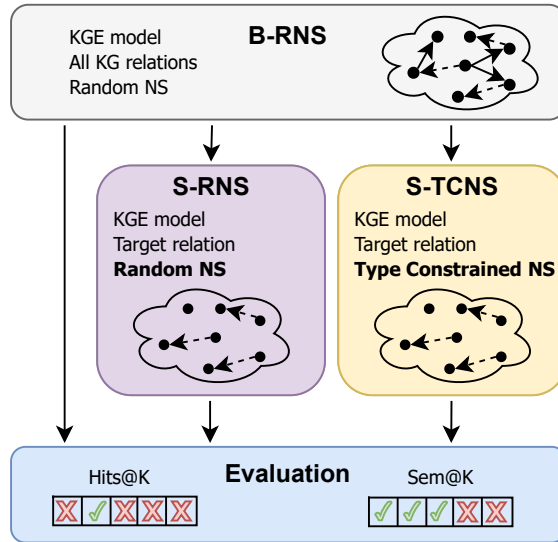 B-RNS
KGE model
All KG relations
Random NS
S-RNS
KGE model
Target relation
Random NS
S-TCNS
KGE model
Target relation
Type Constrained NS
Evaluation
Hits@K
Sem@K